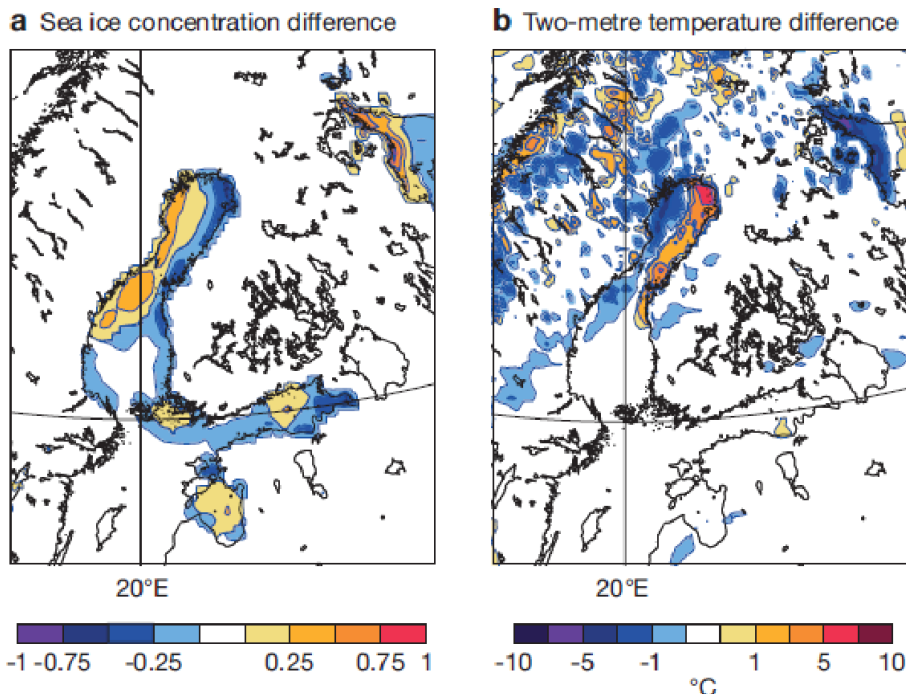 a Sea ice concentration difference
b Two-metre temperature difference
20°E
20°E
-1 -0.75 -0.25 0.25 0.75 1
-10 -5 -1 1 5 10
°C